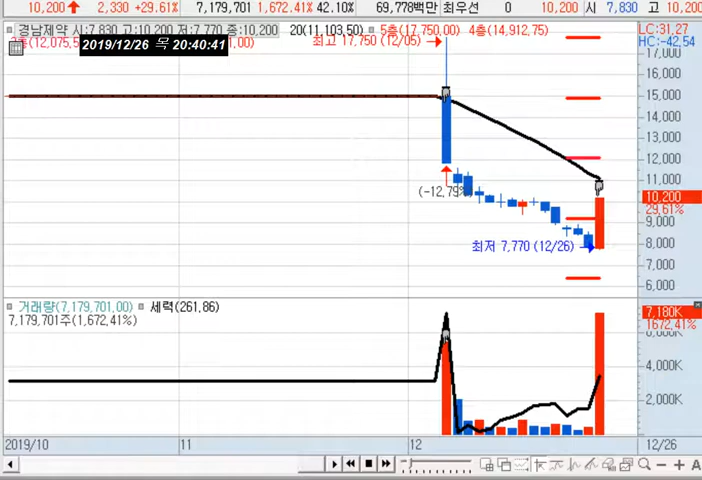 10,200 2,330 +29.61% 7,179,701 1,672.41% 42.10% 69,778백만 최우선 0 10,200 시 7,830 고 10,200
경남제약 시:7,830 고:10,200 저:7,770 종:10,200 20(11,103,50) 5층(17,750.00) 4층(14,912,75) LC:31,27
2019/12/26 목 20:40:41 최고 17,750 (12/05) HC:-42,54
17,000
16,000
15,000
14,000
13,000
12,000
11,000
(-12,79%)
10,200
29,61%
9,000
최저 7,770 (12/26) 8,000
7,000
6,000
거래량(7,179,701,00) 세력(261,86) 7,180K
7,179,701주(1,672,41%) 1672,41%
6,000K
4,000K
2,000K
2019/10 11 12 12/26